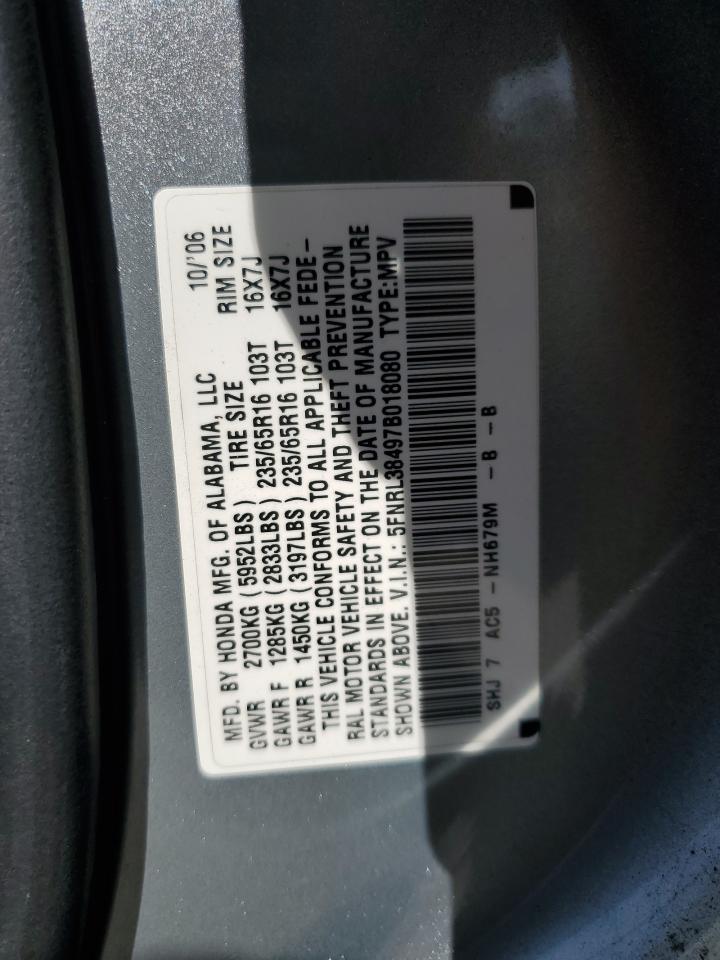 MFD. BY HONDA MFG. OF ALABAMA, LLC 10/'06
GVWR 2700KG (5952LBS) TIRE SIZE RIM SIZE
GAWR F 1285KG (2833LBS) 235/65R16 103T 16X7J
GAWR R 1450KG (3197LBS) 235/65R16 103T 16X7J
THIS VEHICLE CONFORMS TO ALL APPLICABLE FEDE-
RAL MOTOR VEHICLE SAFETY AND THEFT PREVENTION
STANDARDS IN EFFECT ON THE DATE OF MANUFACTURE
SHOWN ABOVE. V.I.N.: 5FNRL38497B018080 TYPE:MPV
SHJ 7 AC5 - NH679M - B - B